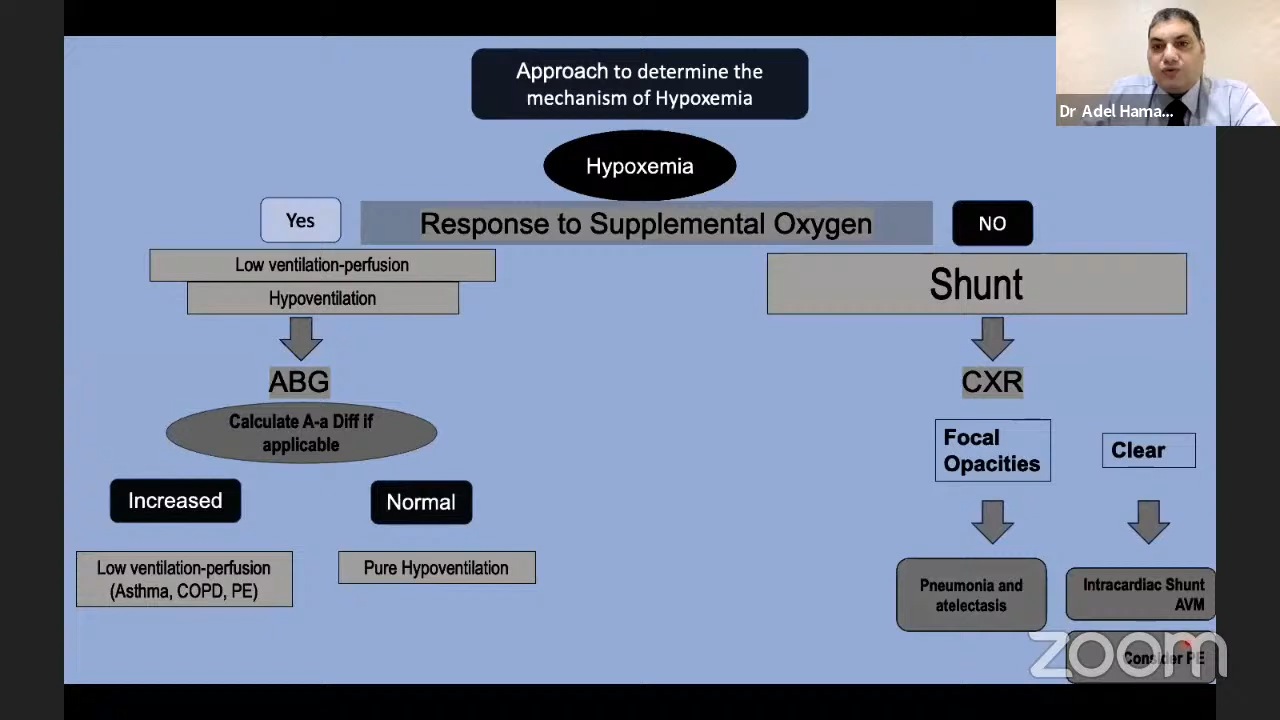 Dr Adel Hama...
Approach to determine the
mechanism of Hypoxemia
Hypoxemia
Yes
Response to Supplemental Oxygen
NO
Low ventilation-perfusion
Hypoventilation
Shunt
ABG
CXR
Calculate A-a Diff if
applicable
Focal
Opacities
Clear
Increased
Normal
Low ventilation-perfusion
(Asthma, COPD, PE)
Pure Hypoventilation
Pneumonia and
atelectasis
Intracardiac Shunt
AVM
Consider PE
zoom